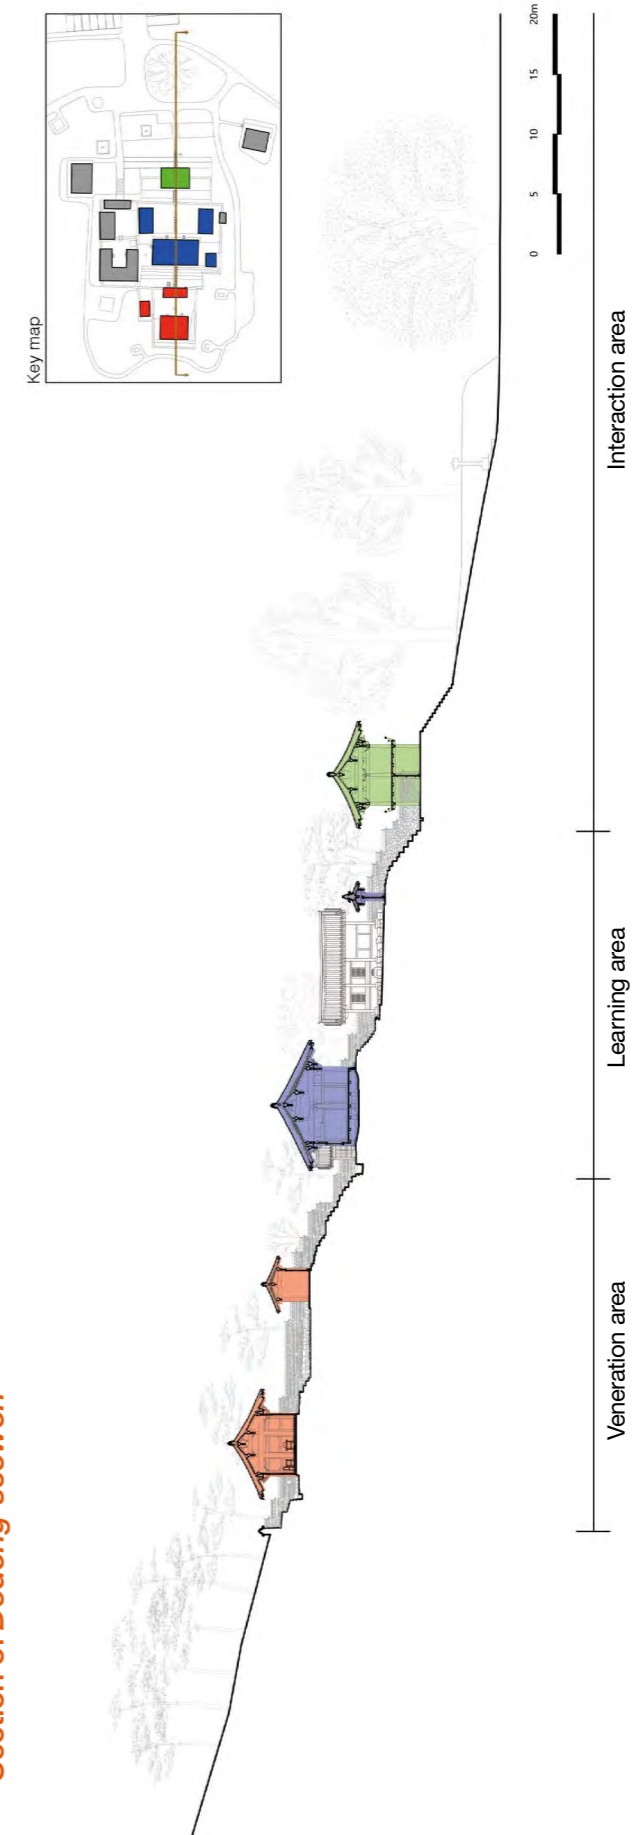 Section of Dodong-seowon
Key map
0 5 10 15 20m
Veneration area Learning area Interaction area